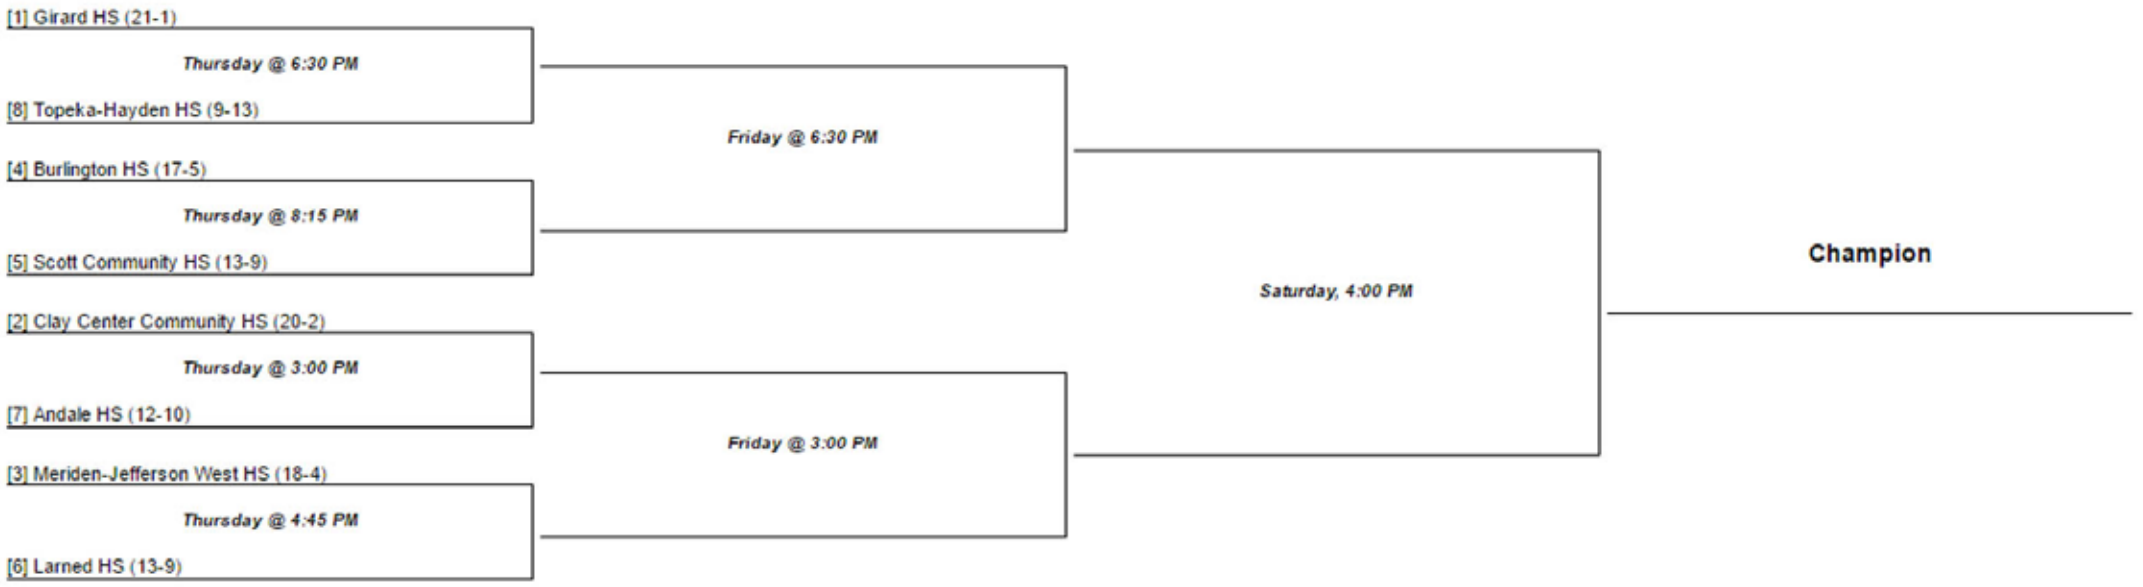 [1] Girard HS (21-1)
Thursday @ 6:30 PM
[8] Topeka-Hayden HS (9-13)
[4] Burlington HS (17-5)
Thursday @ 8:15 PM
[5] Scott Community HS (13-9)
[2] Clay Center Community HS (20-2)
Thursday @ 3:00 PM
[7] Andale HS (12-10)
[3] Meriden-Jefferson West HS (18-4)
Thursday @ 4:45 PM
[6] Larned HS (13-9)
Friday @ 6:30 PM
Friday @ 3:00 PM
Saturday, 4:00 PM
Champion